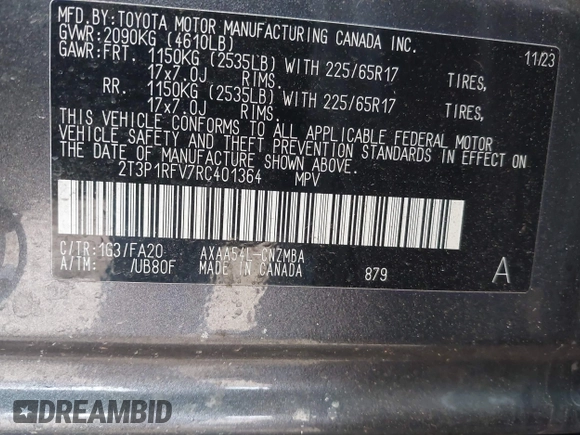 MFD.BY:TOYOTA MOTOR MANUFACTURING CANADA INC.
GVWR:2090KG (4610LB) 11/23
GAWR:FRT. 1150KG (2535LB) WITH 225/65R17 TIRES,
17x7.0J RIMS.
RR. 1150KG (2535LB) WITH 225/65R17 TIRES,
17x7.0J RIMS.
THIS VEHICLE CONFORMS TO ALL APPLICABLE FEDERAL MOTOR
VEHICLE SAFETY AND THEFT PREVENTION STANDARDS IN EFFECT ON
THE DATE OF MANUFACTURE SHOWN ABOVE.
2T3P1RFV7RC401364 MPV
C/TR:1G3/FA20 AXAA54L-CNZMBA
A/TM: /UB80F MADE IN CANADA 879 A
DREAMBID